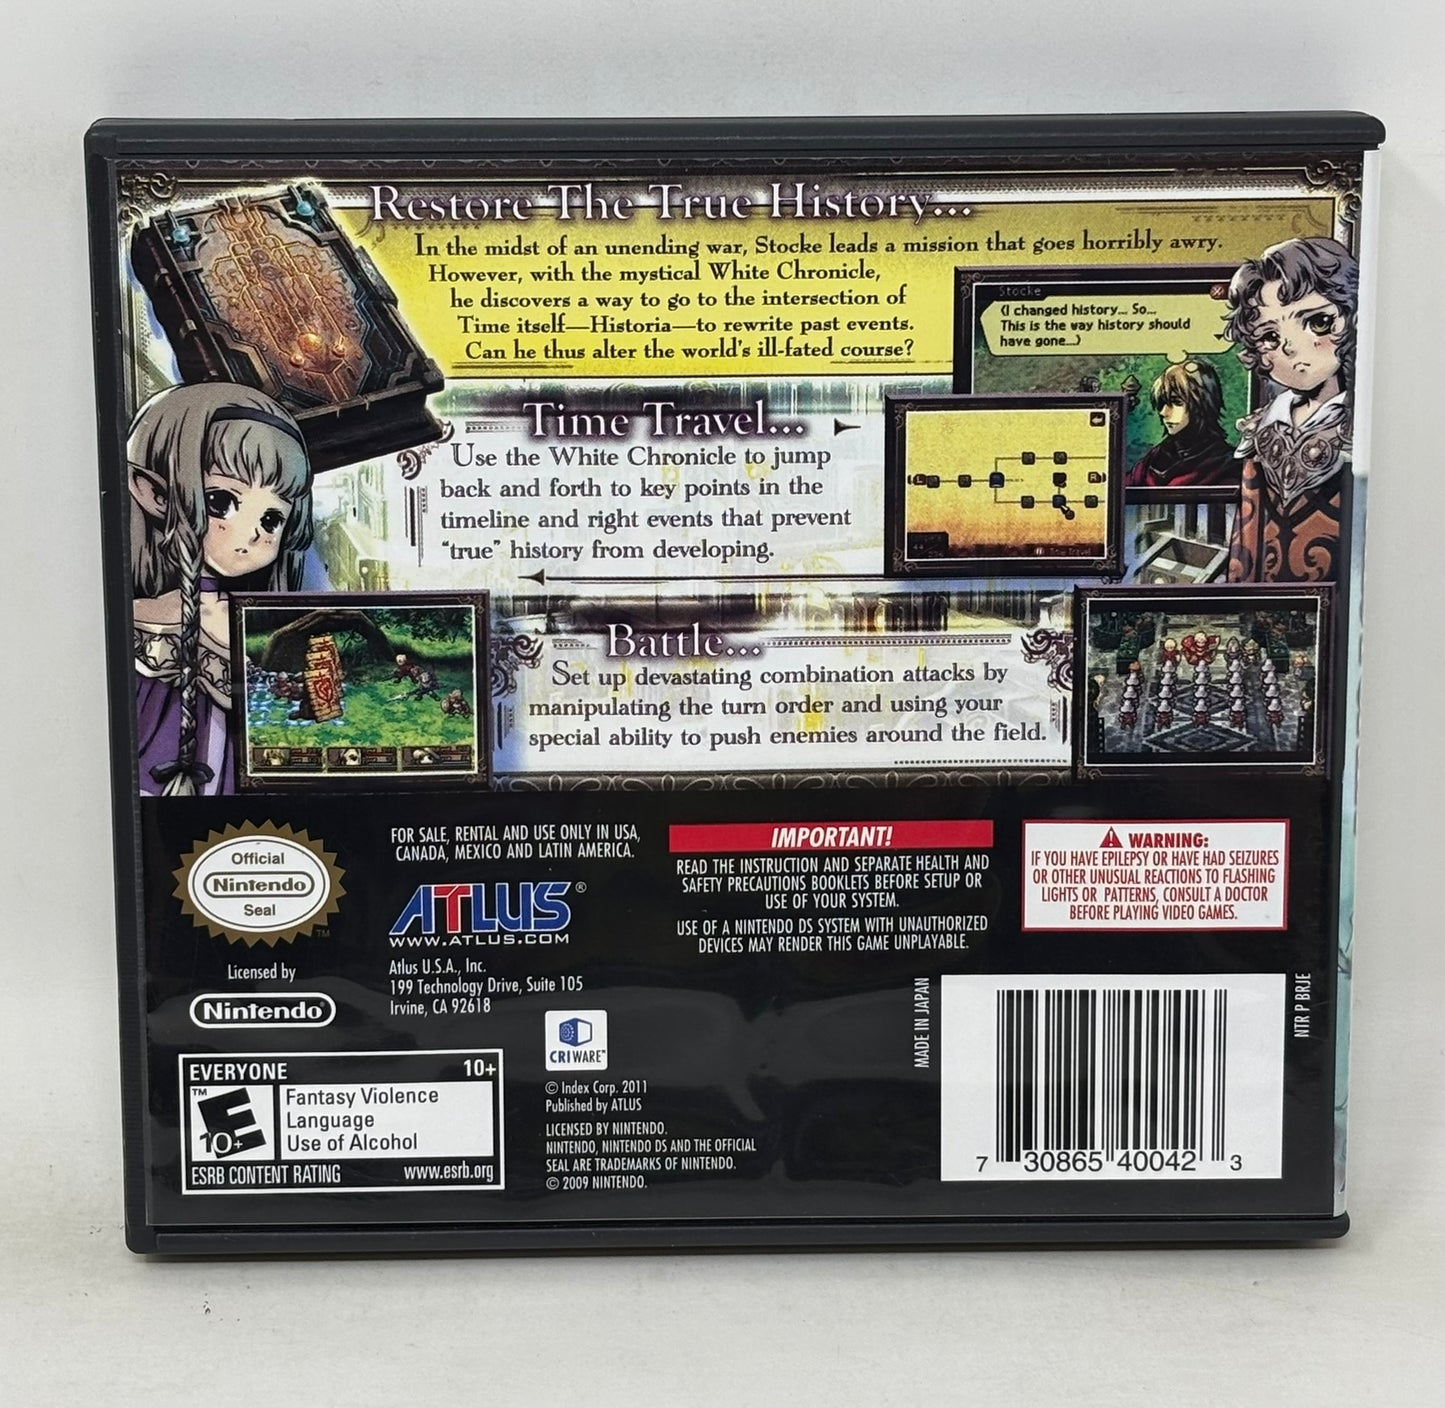 Restore The True History...
In the midst of an unending war, Stocke leads a mission that goes horribly awry.
However, with the mystical White Chronicle,
he discovers a way to go to the intersection of
Time itself—Historia—to rewrite past events.
Can he thus alter the world's ill-fated course?
Stocke
(I changed history... So...
This is the way history should
have gone...)
Time Travel...
Use the White Chronicle to jump
back and forth to key points in the
timeline and right events that prevent
"true" history from developing.
L
R
Battle...
Set up devastating combination attacks by
manipulating the turn order and using your
special ability to push enemies around the field.
Official
Nintendo
Seal
TM
Licensed by
Nintendo®
FOR SALE, RENTAL AND USE ONLY IN USA,
CANADA, MEXICO AND LATIN AMERICA.
ATLUS®
WWW.ATLUS.COM
Atlus U.S.A., Inc.
199 Technology Drive, Suite 105
Irvine, CA 92618
IMPORTANT!
READ THE INSTRUCTION AND SEPARATE HEALTH AND
SAFETY PRECAUTIONS BOOKLETS BEFORE SETUP OR
USE OF YOUR SYSTEM.
USE OF A NINTENDO DS SYSTEM WITH UNAUTHORIZED
DEVICES MAY RENDER THIS GAME UNPLAYABLE.
WARNING:
IF YOU HAVE EPILEPSY OR HAVE HAD SEIZURES
OR OTHER UNUSUAL REACTIONS TO FLASHING
LIGHTS OR PATTERNS, CONSULT A DOCTOR
BEFORE PLAYING VIDEO GAMES.
EVERYONE 10+
TM
E
10+
Fantasy Violence
Language
Use of Alcohol
ESRB CONTENT RATING www.esrb.org
CRIWARE™
© Index Corp. 2011
Published by ATLUS
LICENSED BY NINTENDO.
NINTENDO, NINTENDO DS AND THE OFFICIAL
SEAL ARE TRADEMARKS OF NINTENDO.
© 2009 NINTENDO.
MADE IN JAPAN
7 30865 40042 3
NTR P BRJE